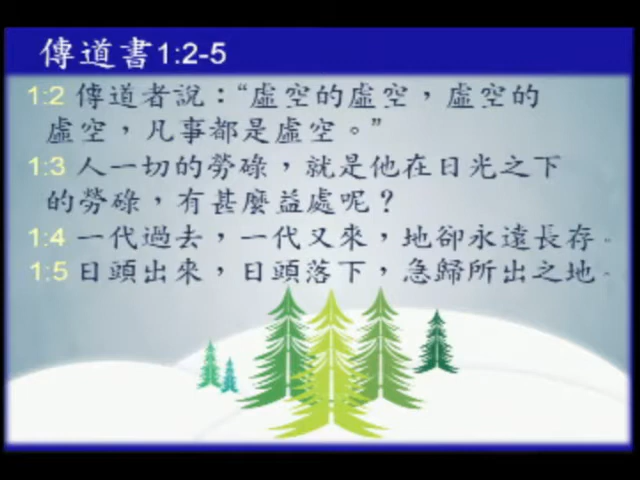 傳道書1:2-5
1:2 傳道者說：“虛空的虛空，虛空的
虛空，凡事都是虛空。”
1:3 人一切的勞碌，就是他在日光之下
的勞碌，有甚麼益處呢？
1:4 一代過去，一代又來，地卻永遠長存。
1:5 日頭出來，日頭落下，急歸所出之地。